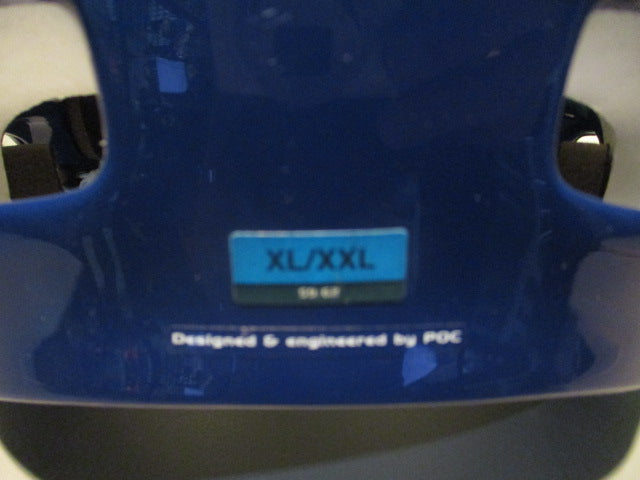 XL/XXL
Designed & engineered by POC